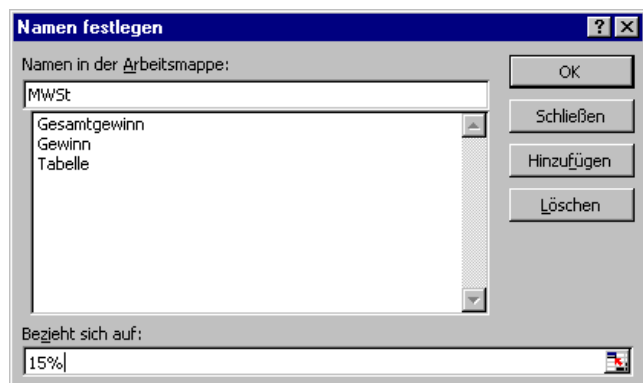 Namen festlegen
Namen in der Arbeitsmappe:
MWSt
Gesamtgewinn
Gewinn
Tabelle
OK
Schließen
Hinzufügen
Löschen
Bezieht sich auf:
15%